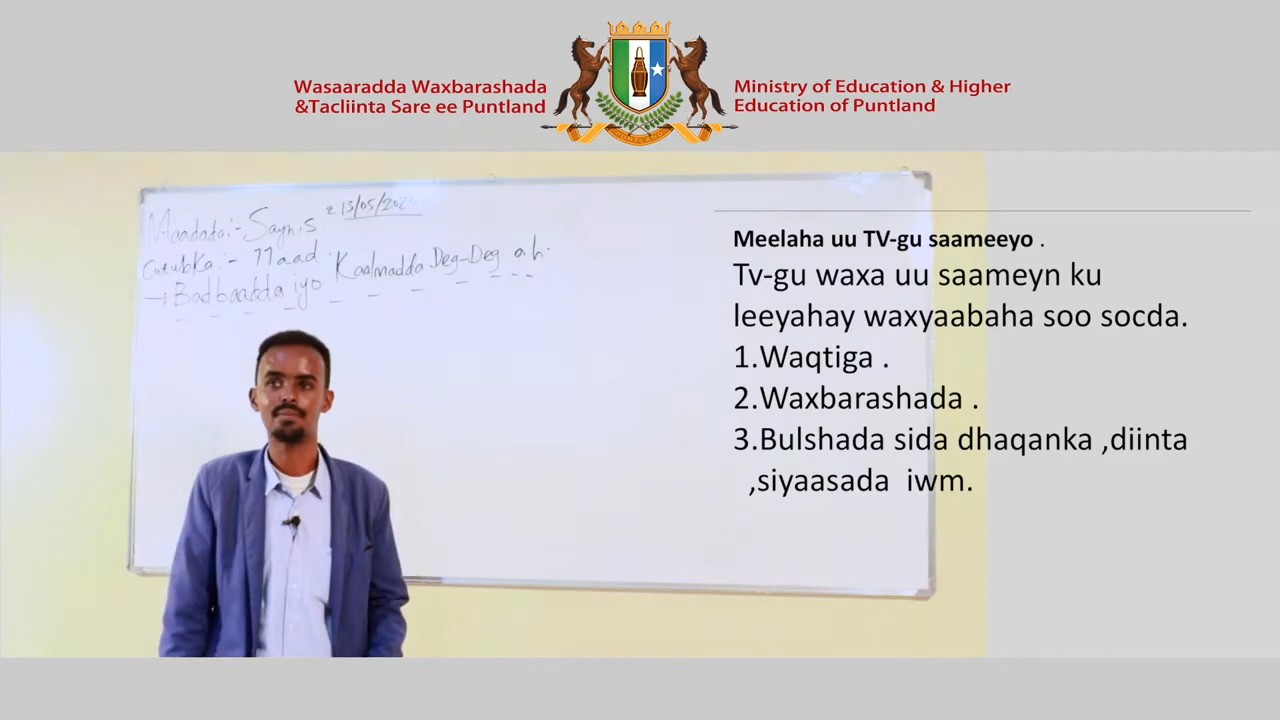 Wasaaradda Waxbarashada
&Tacliinta Sare ee Puntland
Ministry of Education & Higher
Education of Puntland
Maadada:- Saynis
13/05/202
Cutubka:- 11aad
→ Badbaadda iyo Kaalmadda Deg-Deg ah.
Meelaha uu TV-gu saameeyo .
Tv-gu waxa uu saameyn ku
leeyahay waxyaabaha soo socda.
1.Waqtiga .
2.Waxbarashada .
3.Bulshada sida dhaqanka ,diinta
,siyaasada iwm.